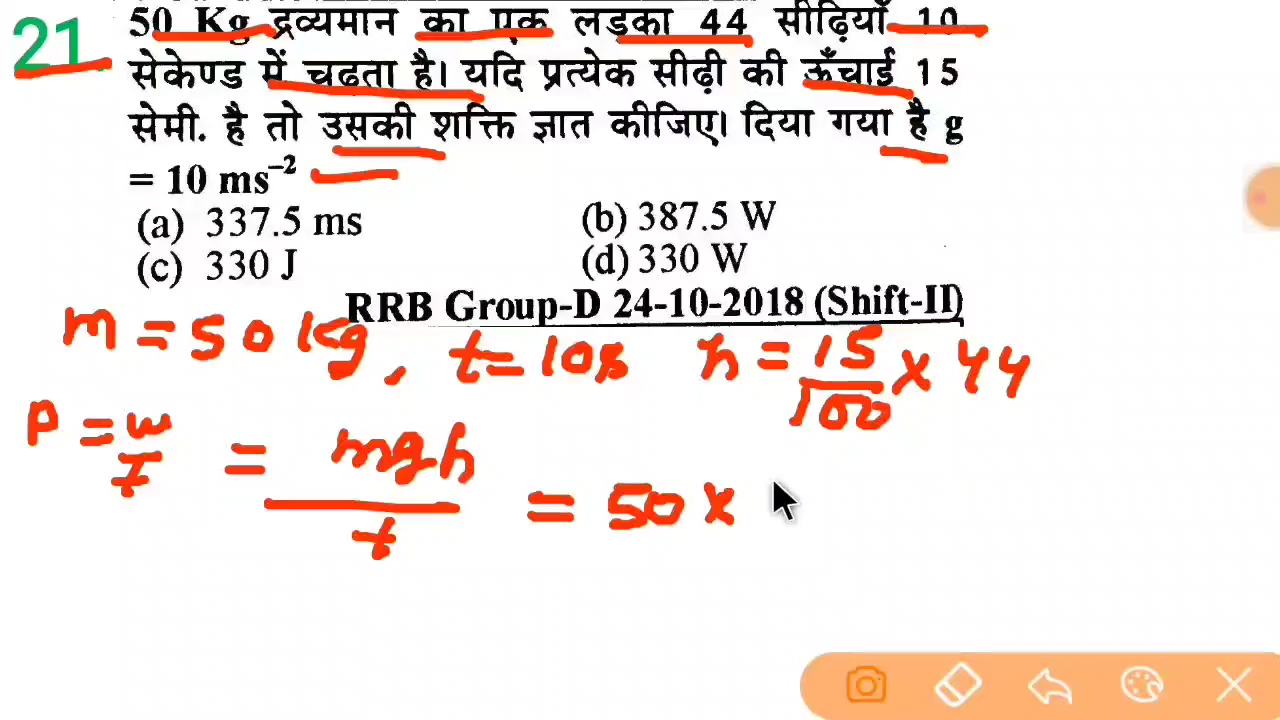 21. 50 Kg द्रव्यमान का एक लड़का 44 सीढ़ियाँ 10
सेकेण्ड में चढ़ता है। यदि प्रत्येक सीढ़ी की ऊँचाई 15
सेमी. है तो उसकी शक्ति ज्ञात कीजिए। दिया गया है g
= 10 ms⁻²
(a) 337.5 ms (b) 387.5 W
(c) 330 J (d) 330 W
RRB Group-D 24-10-2018 (Shift-II)
m = 50 Kg, t = 10s h = 15/100 × 44
P = w/t = mgh/t = 50 ×